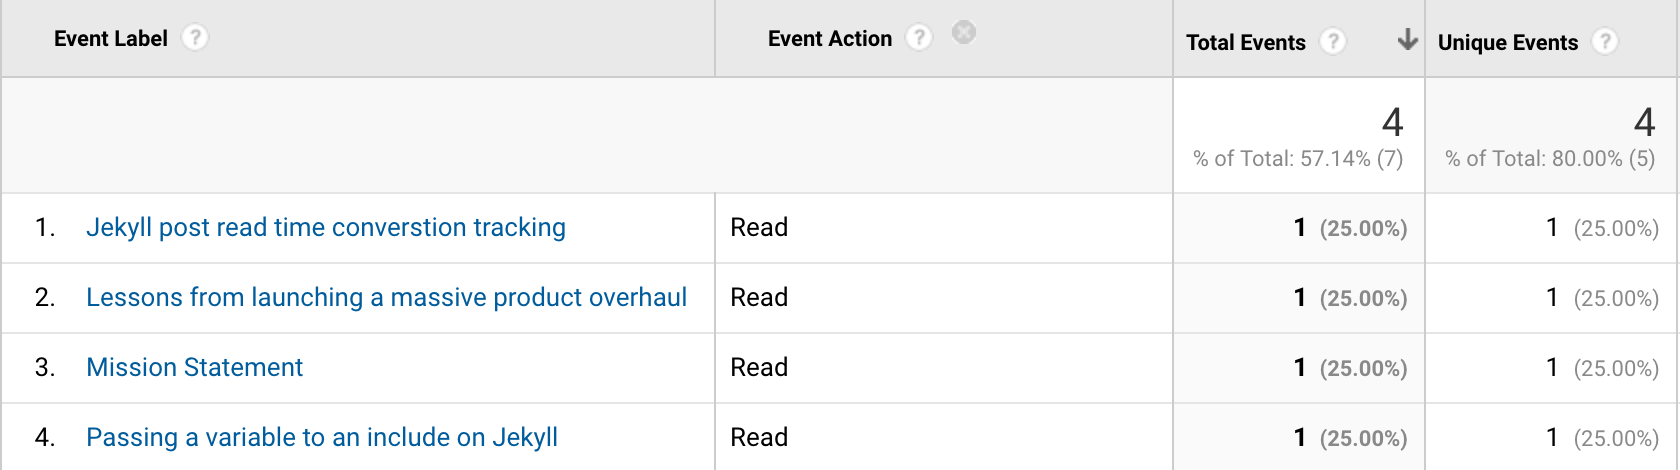 Event Label ? Event Action ? Total Events ? Unique Events ?
4 4
% of Total: 57.14% (7) % of Total: 80.00% (5)
1. Jekyll post read time converstion tracking Read 1 (25.00%) 1 (25.00%)
2. Lessons from launching a massive product overhaul Read 1 (25.00%) 1 (25.00%)
3. Mission Statement Read 1 (25.00%) 1 (25.00%)
4. Passing a variable to an include on Jekyll Read 1 (25.00%) 1 (25.00%)